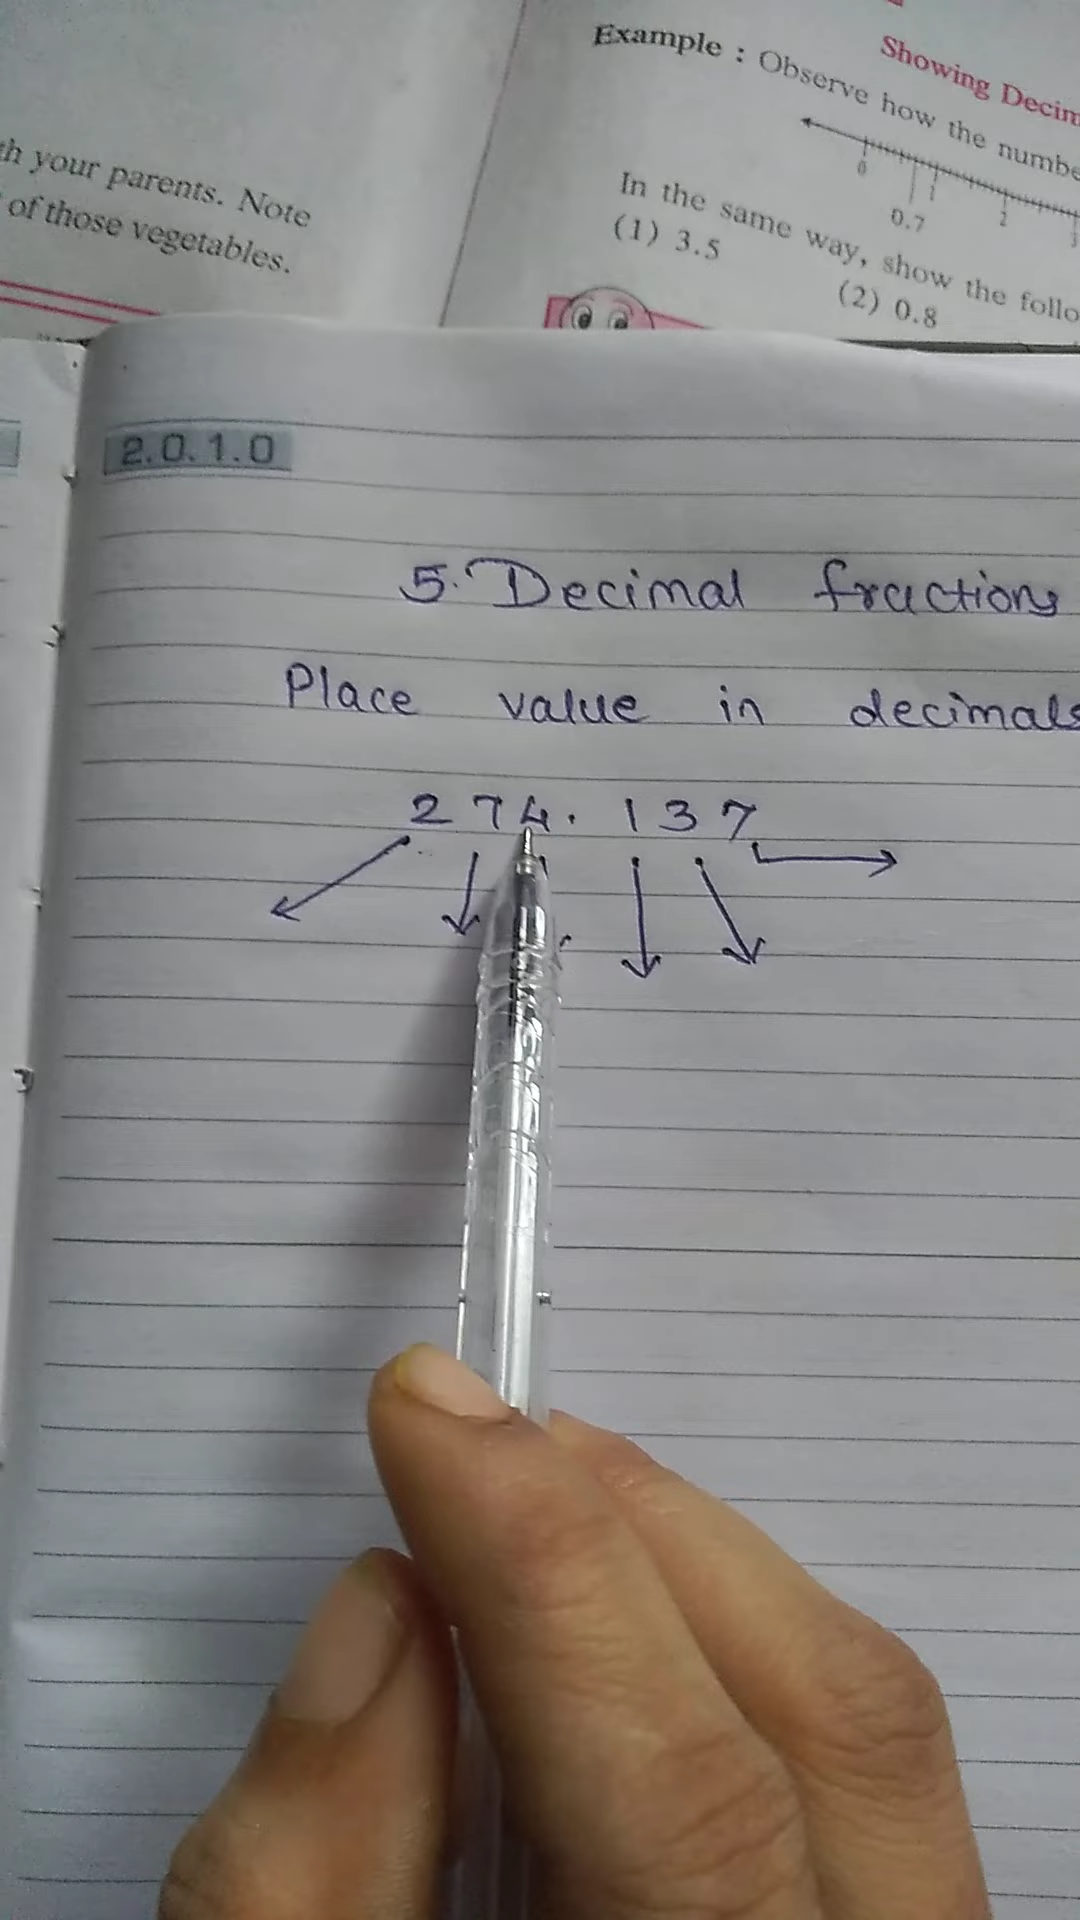 th your parents. Note
of those vegetables.
Showing Decim
Example : Observe how the numbe
0 1 2 3
0.7
In the same way, show the follo
(1) 3.5 (2) 0.8
2.0.1.0
5. Decimal fractions
Place value in decimals
274.137